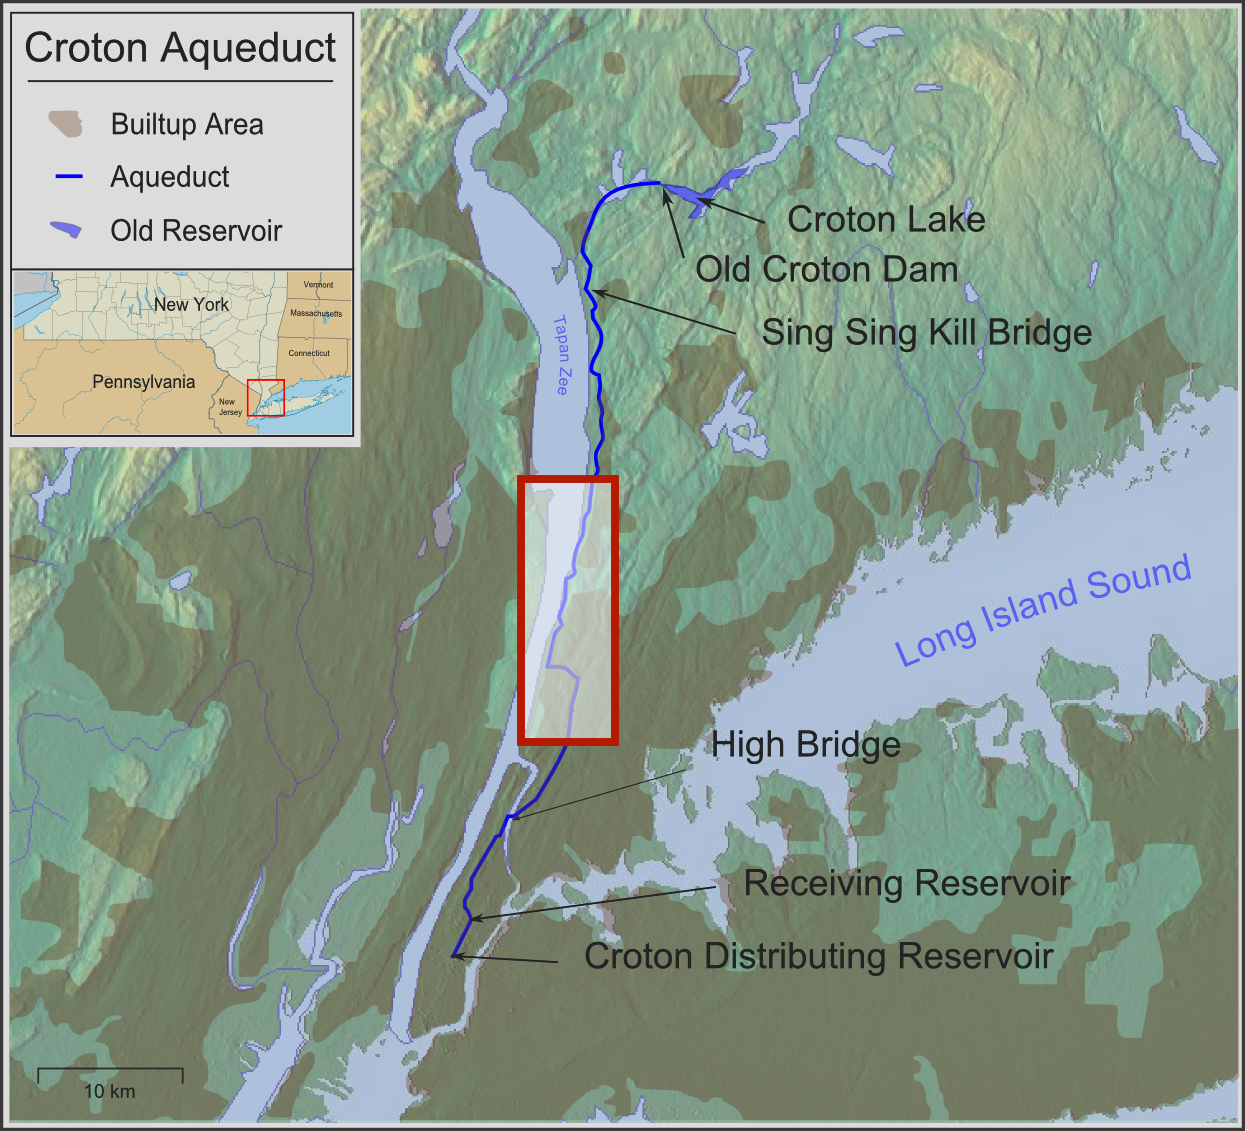 Croton Aqueduct
Builtup Area
Aqueduct
Old Reservoir
New York
Vermont
Massachusetts
Connecticut
Pennsylvania
New
Jersey
Croton Lake
Old Croton Dam
Sing Sing Kill Bridge
Tapan Zee
Long Island Sound
High Bridge
Receiving Reservoir
Croton Distributing Reservoir
10 km